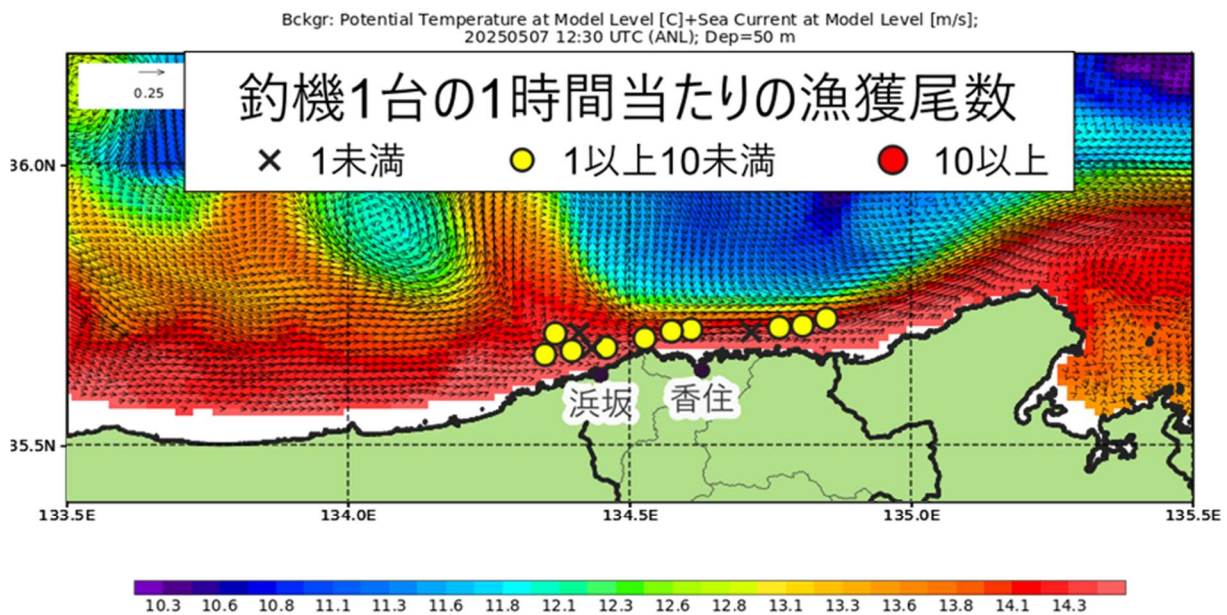 Bckgr: Potential Temperature at Model Level [C]+Sea Current at Model Level [m/s];
20250507 12:30 UTC (ANL); Dep=50 m
0.25
釣機1台の1時間当たりの漁獲尾数
× 1未満 1以上10未満 10以上
36.0N
浜坂 香住
35.5N
133.5E 134.0E 134.5E 135.0E 135.5E
10.3 10.6 10.8 11.1 11.3 11.6 11.8 12.1 12.3 12.6 12.8 13.1 13.3 13.6 13.8 14.1 14.3